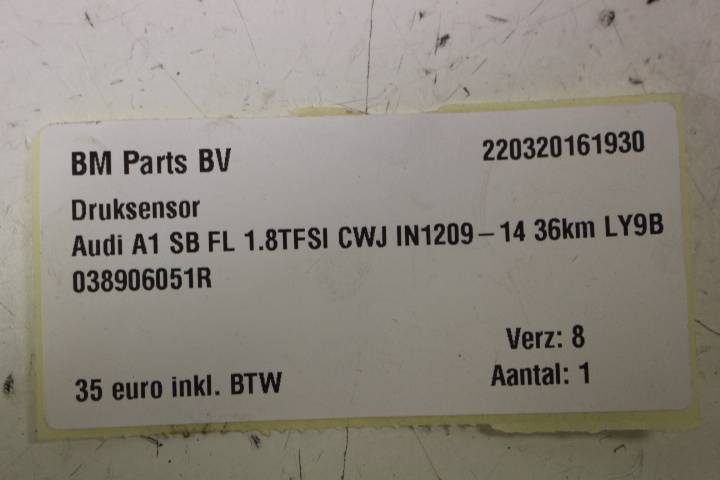 BM Parts BV 220320161930
Druksensor
Audi A1 SB FL 1.8TFSI CWJ IN1209-14 36km LY9B
038906051R
Verz: 8
35 euro inkl. BTW Aantal: 1